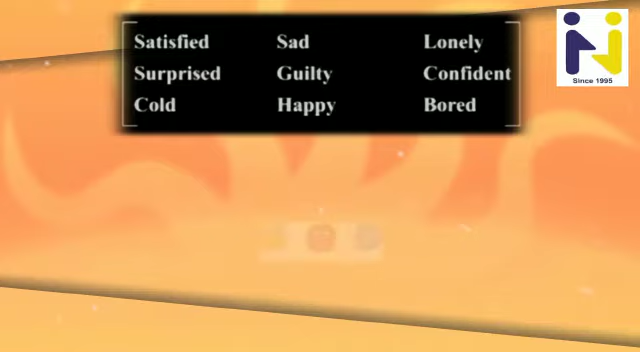 Satisfied Sad Lonely
Surprised Guilty Confident
Cold Happy Bored
Since 1995